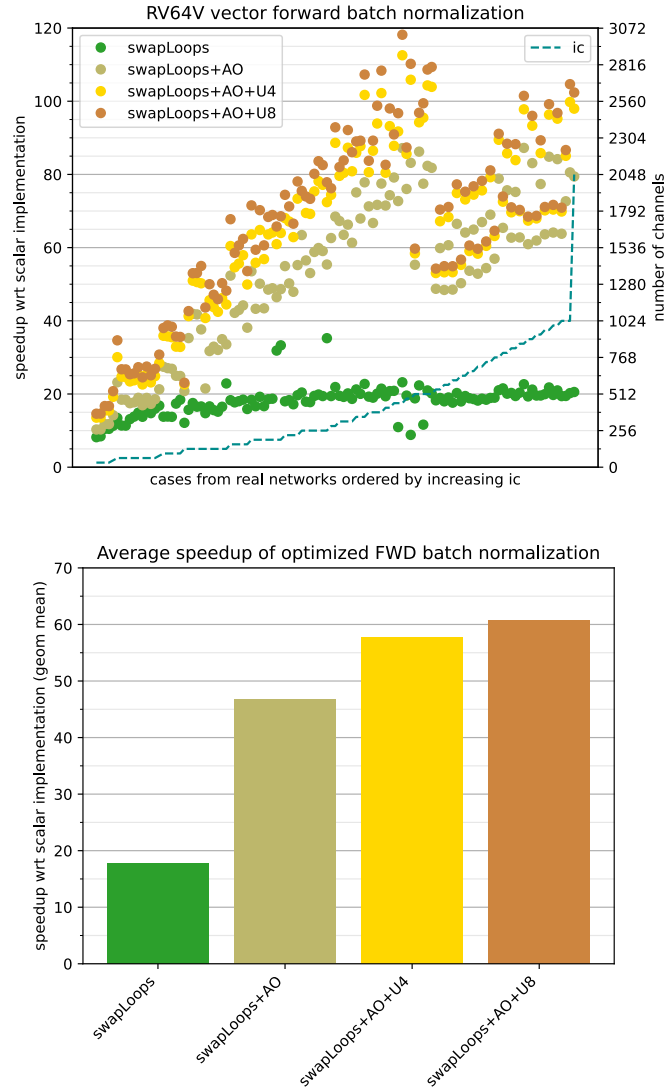 RV64V vector forward batch normalization
speedup wrt scalar implementation
120
100
80
60
40
20
0
swapLoops
swapLoops+AO
swapLoops+AO+U4
swapLoops+AO+U8
ic
3072
2816
2560
2304
2048
1792
1536
1280
1024
768
512
256
0
number of channels
cases from real networks ordered by increasing ic
Average speedup of optimized FWD batch normalization
speedup wrt scalar implementation (geom mean)
70
60
50
40
30
20
10
0
swapLoops
swapLoops+AO
swapLoops+AO+U4
swapLoops+AO+U8